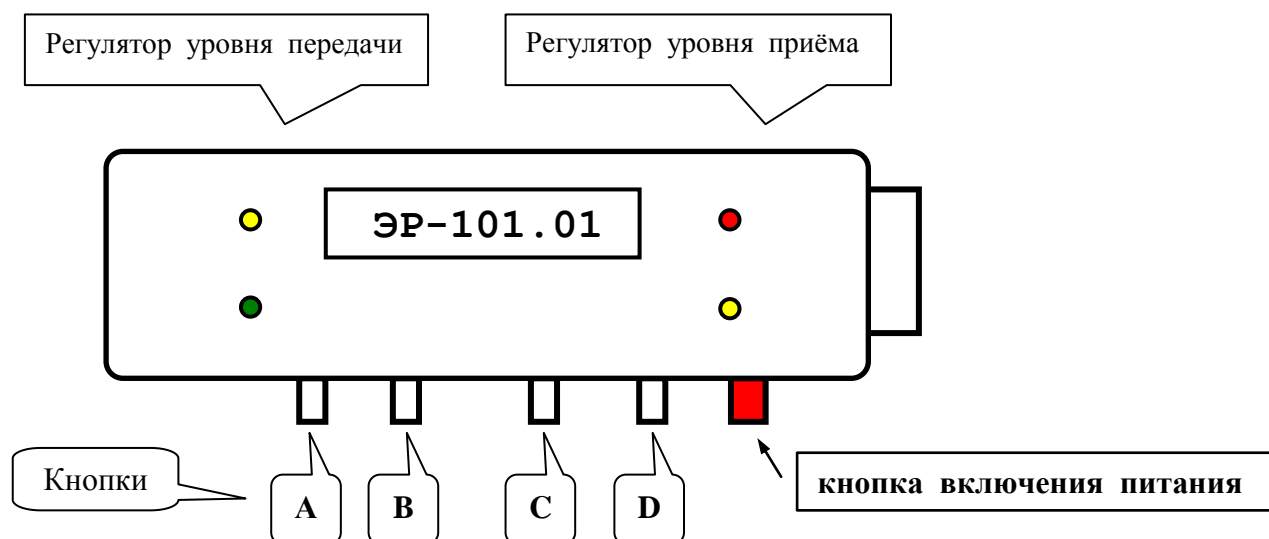 Регулятор уровня передачи
Регулятор уровня приёма
ЭР-101.01
Кнопки
A
B
C
D
кнопка включения питания